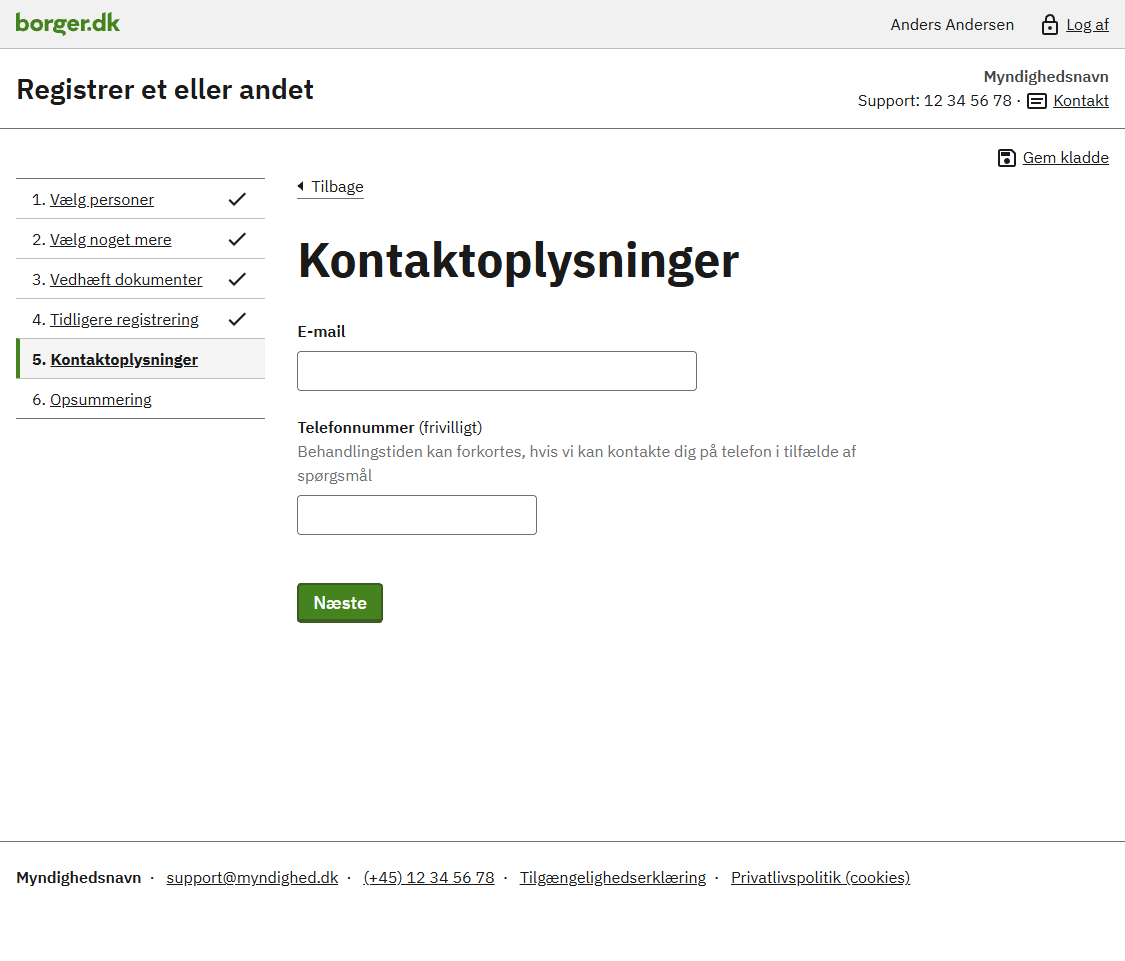 borger.dk
Anders Andersen
Log af
Registrer et eller andet
Myndighedsnavn
Support: 12 34 56 78 · Kontakt
Gem kladde
1. Vælg personer
2. Vælg noget mere
3. Vedhæft dokumenter
4. Tidligere registrering
5. Kontaktoplysninger
6. Opsummering
Tilbage
Kontaktoplysninger
E-mail
Telefonnummer (frivilligt)
Behandlingstiden kan forkortes, hvis vi kan kontakte dig på telefon i tilfælde af
spørgsmål
Næste
Myndighedsnavn · support@myndighed.dk · (+45) 12 34 56 78 · Tilgængelighedserklæring · Privatlivspolitik (cookies)